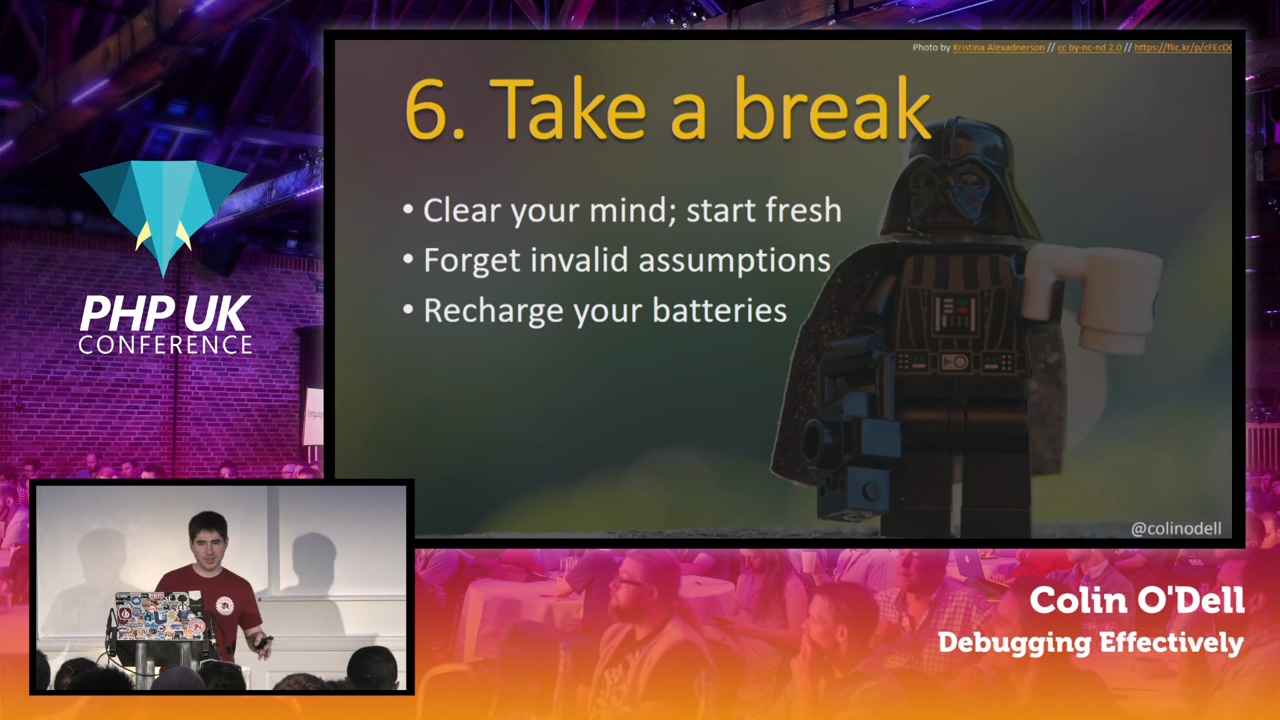 Photo by Kristina Alexadnerson // cc by-nc-nd 2.0 // https://flic.kr/p/cFEcD
6. Take a break
• Clear your mind; start fresh
• Forget invalid assumptions
• Recharge your batteries
@colinodell
PHP UK
CONFERENCE
Colin O'Dell
Debugging Effectively